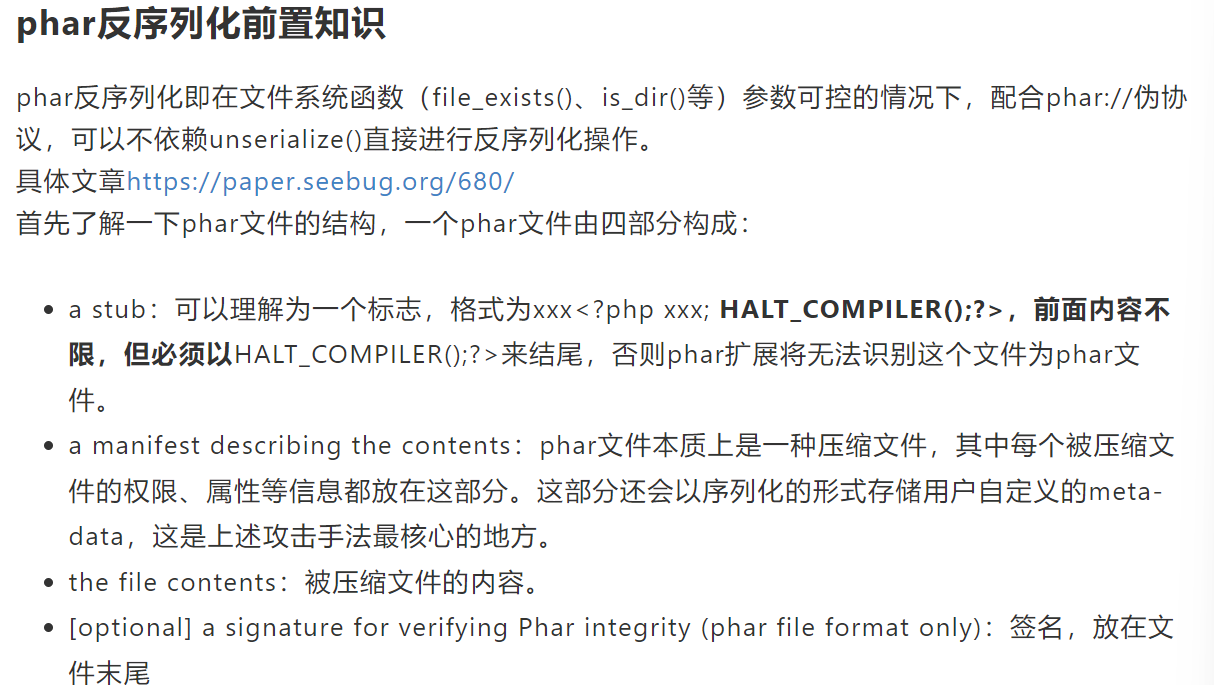 phar反序列化前置知识
phar反序列化即在文件系统函数（file_exists()、is_dir()等）参数可控的情况下，配合phar://伪协
议，可以不依赖unserialize()直接进行反序列化操作。
具体文章https://paper.seebug.org/680/
首先了解一下phar文件的结构，一个phar文件由四部分构成：
• a stub：可以理解为一个标志，格式为xxx<?php xxx; HALT_COMPILER();?>，前面内容不
限，但必须以HALT_COMPILER();?>来结尾，否则phar扩展将无法识别这个文件为phar文
件。
• a manifest describing the contents：phar文件本质上是一种压缩文件，其中每个被压缩文
件的权限、属性等信息都放在这部分。这部分还会以序列化的形式存储用户自定义的meta-
data，这是上述攻击手法最核心的地方。
• the file contents：被压缩文件的内容。
• [optional] a signature for verifying Phar integrity (phar file format only)：签名，放在文
件末尾